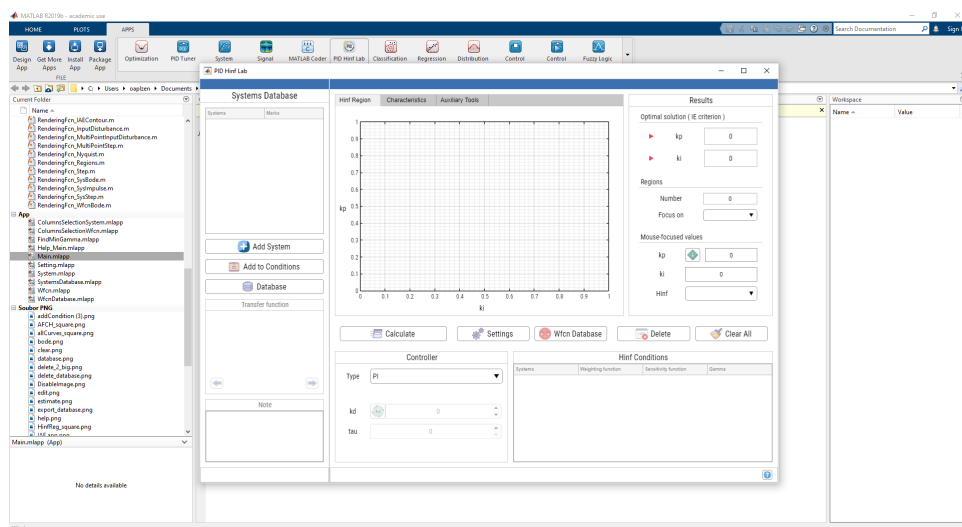 MATLAB R2019b - academic use
HOME PLOTS APPS
Search Documentation
Sign
Design App
Get More Apps
Install App
Package App
Optimization
PID Tuner
System
Signal
MATLAB Coder
PID Hinf Lab
Classification
Regression
Distribution
Control
Control
Fuzzy Logic
FILE
C: Users oaplzen Documents
Current Folder
Name
RenderingFcn_IAEContour.m
RenderingFcn_InputDisturbance.m
RenderingFcn_MultiPointInputDisturbance.m
RenderingFcn_MultiPointStep.m
RenderingFcn_Nyquist.m
RenderingFcn_Regions.m
RenderingFcn_Step.m
RenderingFcn_SysBode.m
RenderingFcn_SysImpulse.m
RenderingFcn_SysStep.m
RenderingFcn_WfcnBode.m
App
ColumnsSelectionSystem.mlapp
ColumnsSelectionWfcn.mlapp
FindMinGamma.mlapp
Help_Main.mlapp
Main.mlapp
Setting.mlapp
System.mlapp
SystemsDatabase.mlapp
Wfcn.mlapp
WfcnDatabase.mlapp
Soubor PNG
addCondition (3).png
AFCH_square.png
allCurves_square.png
bode.png
clear.png
database.png
delete_2_big.png
delete_database.png
DisableImage.png
edit.png
estimate.png
export_database.png
help.png
HinfReg_square.png
Main.mlapp (App)
No details available
PID Hinf Lab
Systems Database
Systems Marks
Add System
Add to Conditions
Database
Transfer function
Note
Hinf Region Characteristics Auxiliary Tools
1
0.9
0.8
0.7
0.6
kp 0.5
0.4
0.3
0.2
0.1
0
0 0.1 0.2 0.3 0.4 0.5 0.6 0.7 0.8 0.9 1
ki
Results
Optimal solution ( IE criterion )
kp 0
ki 0
Regions
Number 0
Focus on
Mouse-focused values
kp 0
ki 0
Hinf
Calculate Settings Wfcn Database Delete Clear All
Controller
Type PI
kd 0
tau 0
Hinf Conditions
Systems Weighting function Sensitivity function Gamma
Workspace
Name Value